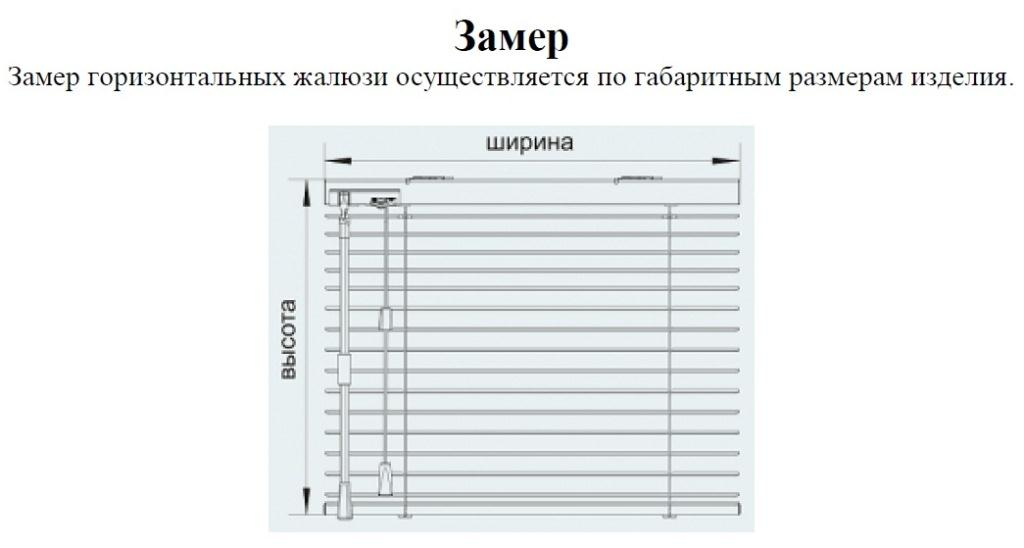 Замер
Замер горизонтальных жалюзи осуществляется по габаритным размерам изделия.
ширина
высота